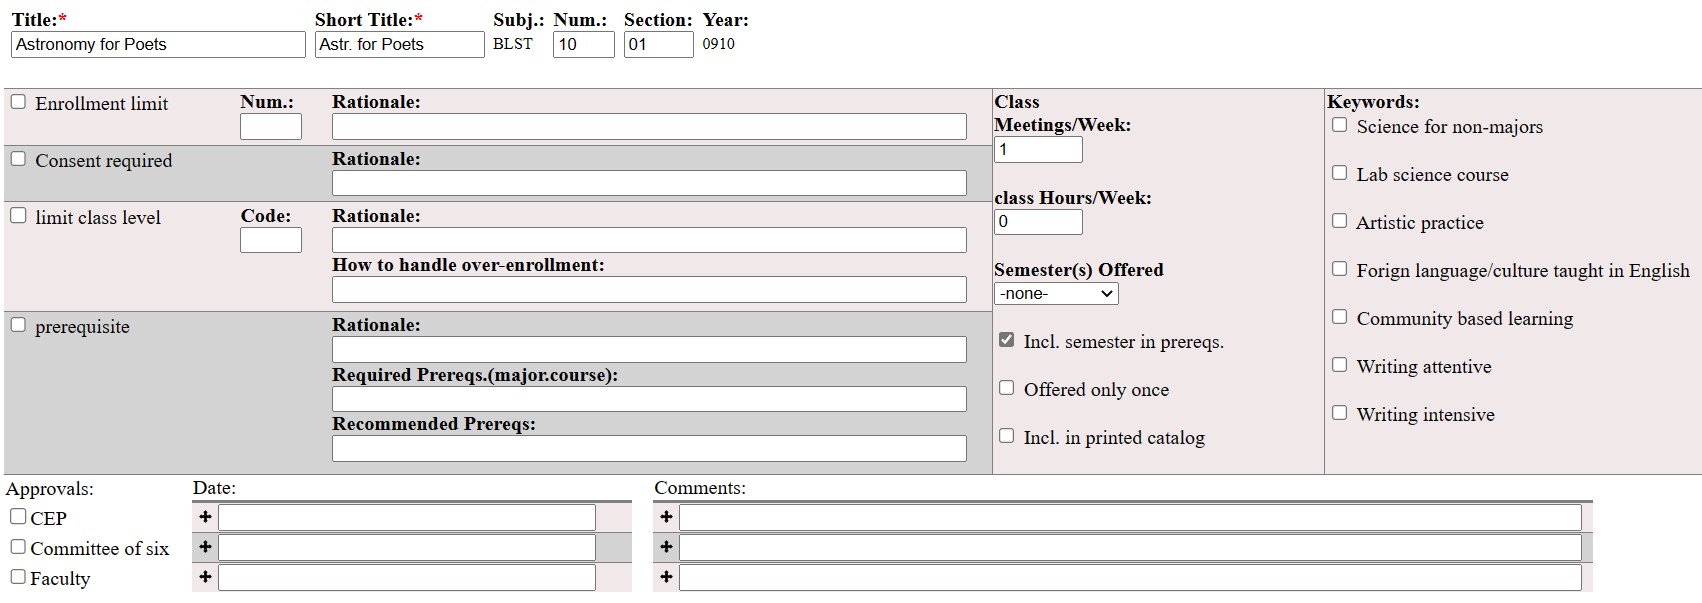 Title:* Short Title:* Subj.: Num.: Section: Year:
Astronomy for Poets Astr. for Poets BLST 10 01 0910
Enrollment limit Num.: Rationale:
Consent required Rationale:
limit class level Code: Rationale:
How to handle over-enrollment:
prerequisite Rationale:
Required Prereqs.(major.course):
Recommended Prereqs:
Class
Meetings/Week:
1
class Hours/Week:
0
Semester(s) Offered
-none-
Incl. semester in prereqs.
Offered only once
Incl. in printed catalog
Keywords:
Science for non-majors
Lab science course
Artistic practice
Forign language/culture taught in English
Community based learning
Writing attentive
Writing intensive
Approvals: Date: Comments:
CEP
Committee of six
Faculty